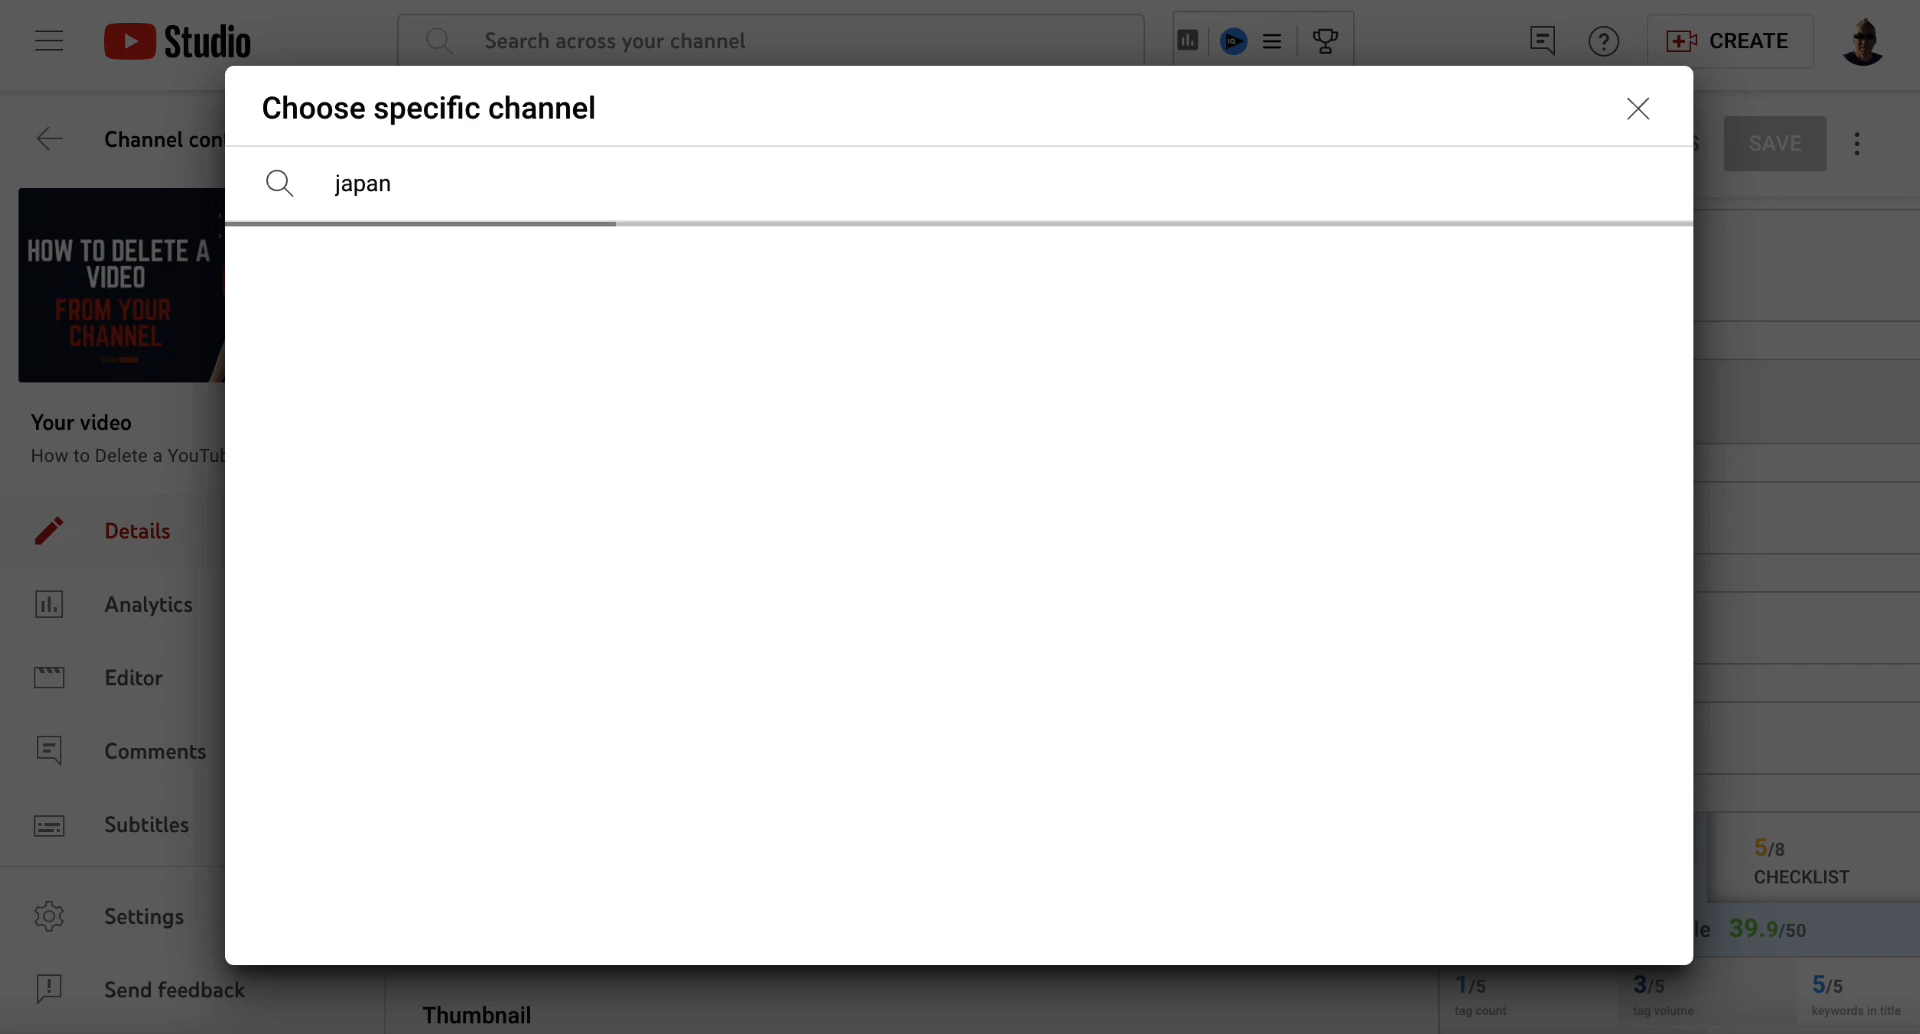 Studio
Search across your channel
CREATE
Choose specific channel
japan
Channel con
SAVE
HOW TO DELETE A
VIDEO
FROM YOUR
CHANNEL
Your video
How to Delete a YouTub
Details
Analytics
Editor
Comments
Subtitles
Settings
Send feedback
Thumbnail
5/8
CHECKLIST
le 39.9/50
1/5
tag count
3/5
tag volume
5/5
keywords in title